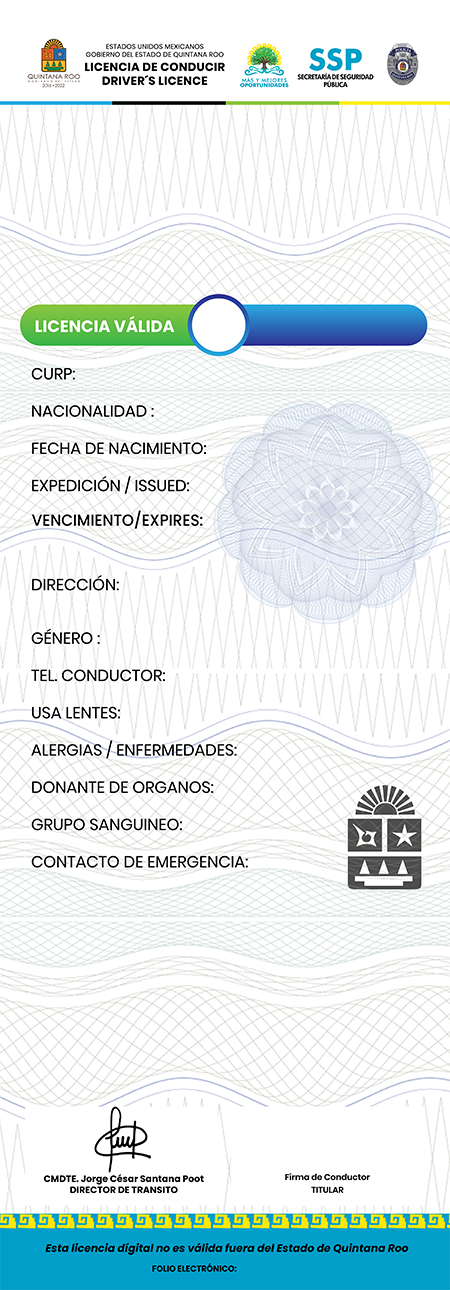 ESTADOS UNIDOS MEXICANOS
GOBIERNO DEL ESTADO DE QUINTANA ROO
LICENCIA DE CONDUCIR
DRIVER´S LICENCE
QUINTANA ROO
2016 • 2022
MÁS Y MEJORES
OPORTUNIDADES
SSP
SECRETARÍA DE SEGURIDAD
PÚBLICA
LICENCIA VÁLIDA
CURP:
NACIONALIDAD :
FECHA DE NACIMIENTO:
EXPEDICIÓN / ISSUED:
VENCIMIENTO/EXPIRES:
DIRECCIÓN:
GÉNERO :
TEL. CONDUCTOR:
USA LENTES:
ALERGIAS / ENFERMEDADES:
DONANTE DE ORGANOS:
GRUPO SANGUINEO:
CONTACTO DE EMERGENCIA:
CMDTE. Jorge César Santana Poot
DIRECTOR DE TRANSITO
Firma de Conductor
TITULAR
Esta licencia digital no es válida fuera del Estado de Quintana Roo
FOLIO ELECTRÓNICO: